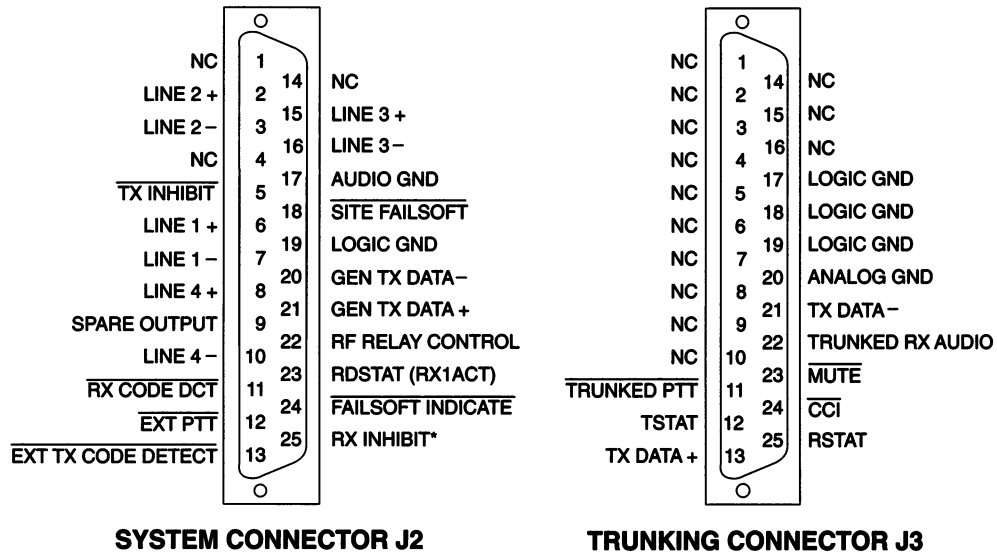 NC 1
14 NC
LINE 2 + 2
15 LINE 3 +
LINE 2 – 3
16 LINE 3 –
NC 4
17 AUDIO GND
TX INHIBIT 5
18 SITE FAILSOFT
LINE 1 + 6
19 LOGIC GND
LINE 1 – 7
20 GEN TX DATA –
LINE 4 + 8
21 GEN TX DATA +
SPARE OUTPUT 9
22 RF RELAY CONTROL
LINE 4 – 10
23 RDSTAT (RX1ACT)
RX CODE DCT 11
24 FAILSOFT INDICATE
EXT PTT 12
25 RX INHIBIT*
EXT TX CODE DETECT 13
SYSTEM CONNECTOR J2
NC 1
14 NC
NC 2
15 NC
NC 3
16 NC
NC 4
17 LOGIC GND
NC 5
18 LOGIC GND
NC 6
19 LOGIC GND
NC 7
20 ANALOG GND
NC 8
21 TX DATA –
NC 9
22 TRUNKED RX AUDIO
NC 10
23 MUTE
TRUNKED PTT 11
24 CCI
TSTAT 12
25 RSTAT
TX DATA + 13
TRUNKING CONNECTOR J3